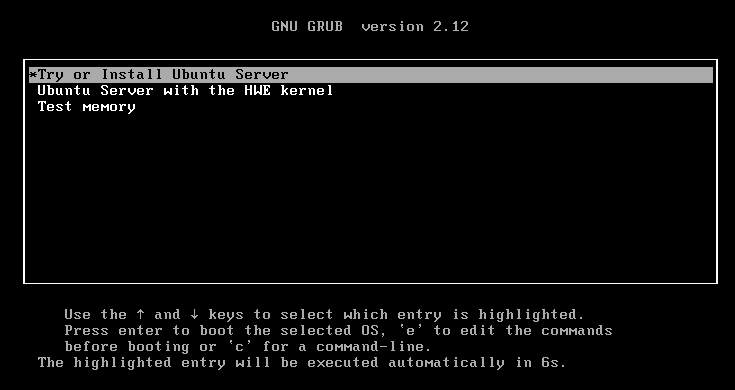 GNU GRUB  version 2.12
*Try or Install Ubuntu Server
Ubuntu Server with the HWE kernel
Test memory
Use the ↑ and ↓ keys to select which entry is highlighted.
Press enter to boot the selected OS, `e' to edit the commands
before booting or `c' for a command-line.
The highlighted entry will be executed automatically in 6s.